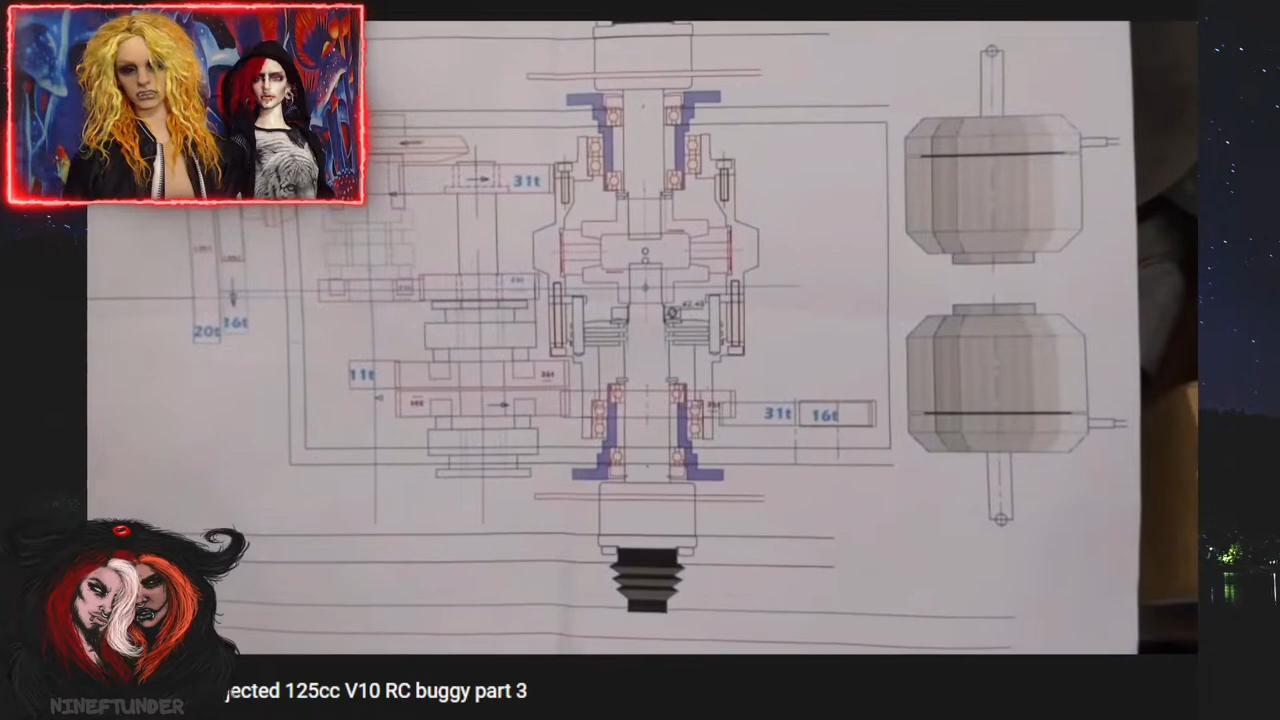 31t
20t
16t
11t
31t
16t
jected 125cc V10 RC buggy part 3
NINEFTUNDER